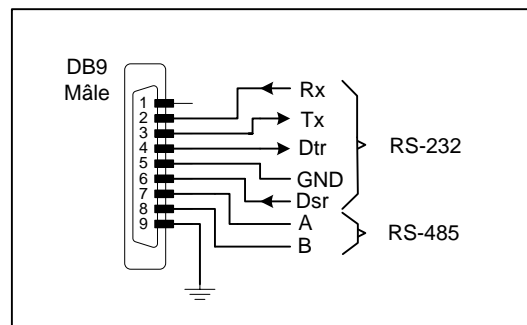 DB9
Mâle
1
2
3
4
5
6
7
8
9
Rx
Tx
Dtr
GND
Dsr
A
B
RS-232
RS-485